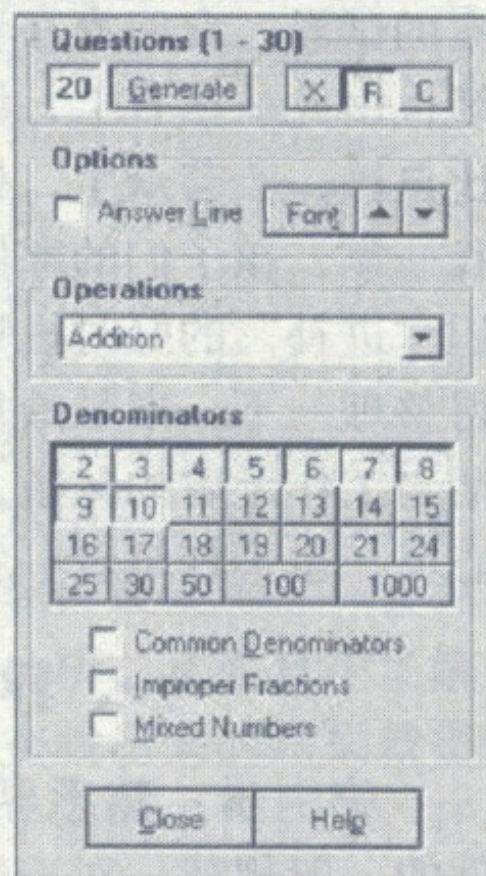 Questions (1 - 30)
20 Generate X R C
Options
Answer Line Font
Operations
Addition
Denominators
2 3 4 5 6 7 8
9 10 11 12 13 14 15
16 17 18 19 20 21 24
25 30 50 100 1000
Common Denominators
Improper Fractions
Mixed Numbers
Close Help